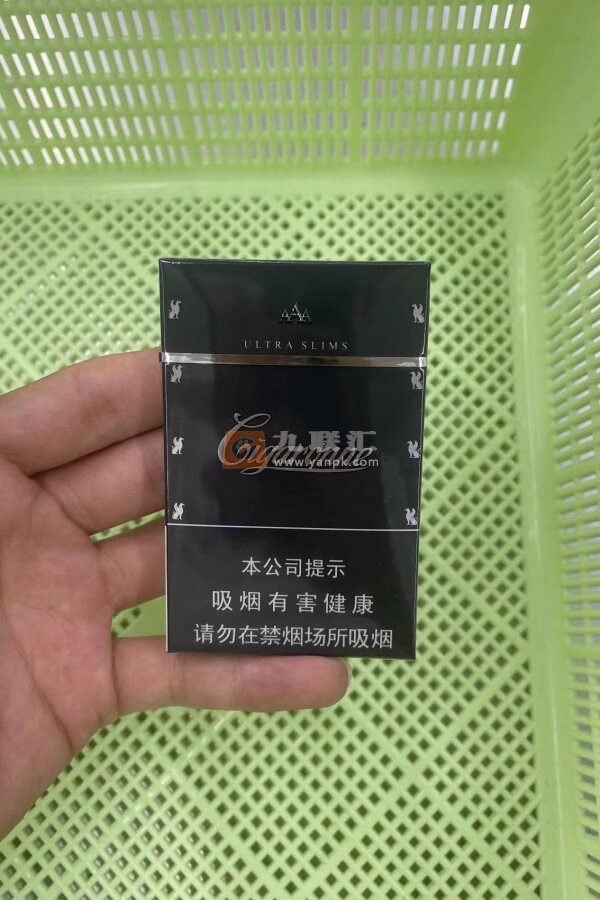 AAA
ULTRA SLIMS
Cigaronne
九联汇
www.yanpk.com
本公司提示
吸烟有害健康
请勿在禁烟场所吸烟